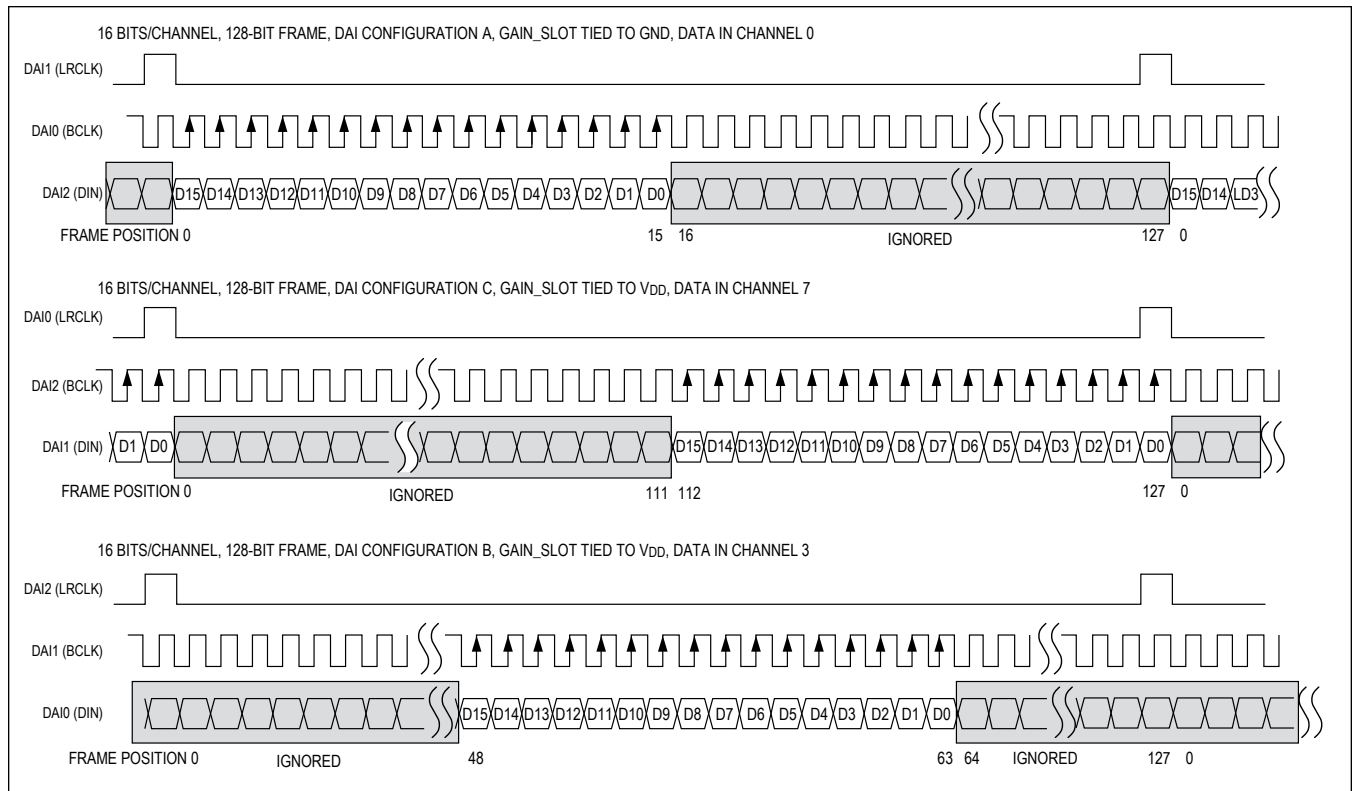 16 BITS/CHANNEL, 128-BIT FRAME, DAI CONFIGURATION A, GAIN_SLOT TIED TO GND, DATA IN CHANNEL 0
DAI1 (LRCLK)
DAI0 (BCLK)
DAI2 (DIN) D15 D14 D13 D12 D11 D10 D9 D8 D7 D6 D5 D4 D3 D2 D1 D0 D15 D14 LD3
FRAME POSITION 0 15 16 IGNORED 127 0
16 BITS/CHANNEL, 128-BIT FRAME, DAI CONFIGURATION C, GAIN_SLOT TIED TO VDD, DATA IN CHANNEL 7
DAI0 (LRCLK)
DAI2 (BCLK)
DAI1 (DIN) D1 D0 D15 D14 D13 D12 D11 D10 D9 D8 D7 D6 D5 D4 D3 D2 D1 D0
FRAME POSITION 0 IGNORED 111 112 127 0
16 BITS/CHANNEL, 128-BIT FRAME, DAI CONFIGURATION B, GAIN_SLOT TIED TO VDD, DATA IN CHANNEL 3
DAI2 (LRCLK)
DAI1 (BCLK)
DAI0 (DIN) D15 D14 D13 D12 D11 D10 D9 D8 D7 D6 D5 D4 D3 D2 D1 D0
FRAME POSITION 0 IGNORED 48 63 64 IGNORED 127 0